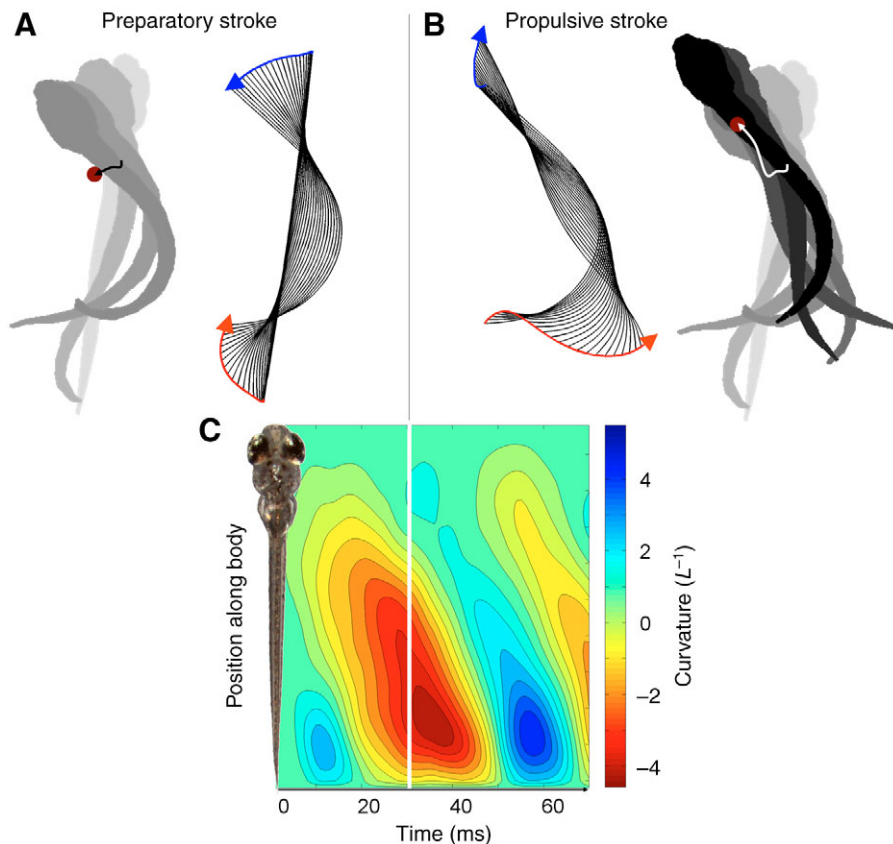 A Preparatory stroke
B Propulsive stroke
C
Position along body
0 20 40 60
Time (ms)
4
2
0
–2
–4
Curvature (L⁻¹)